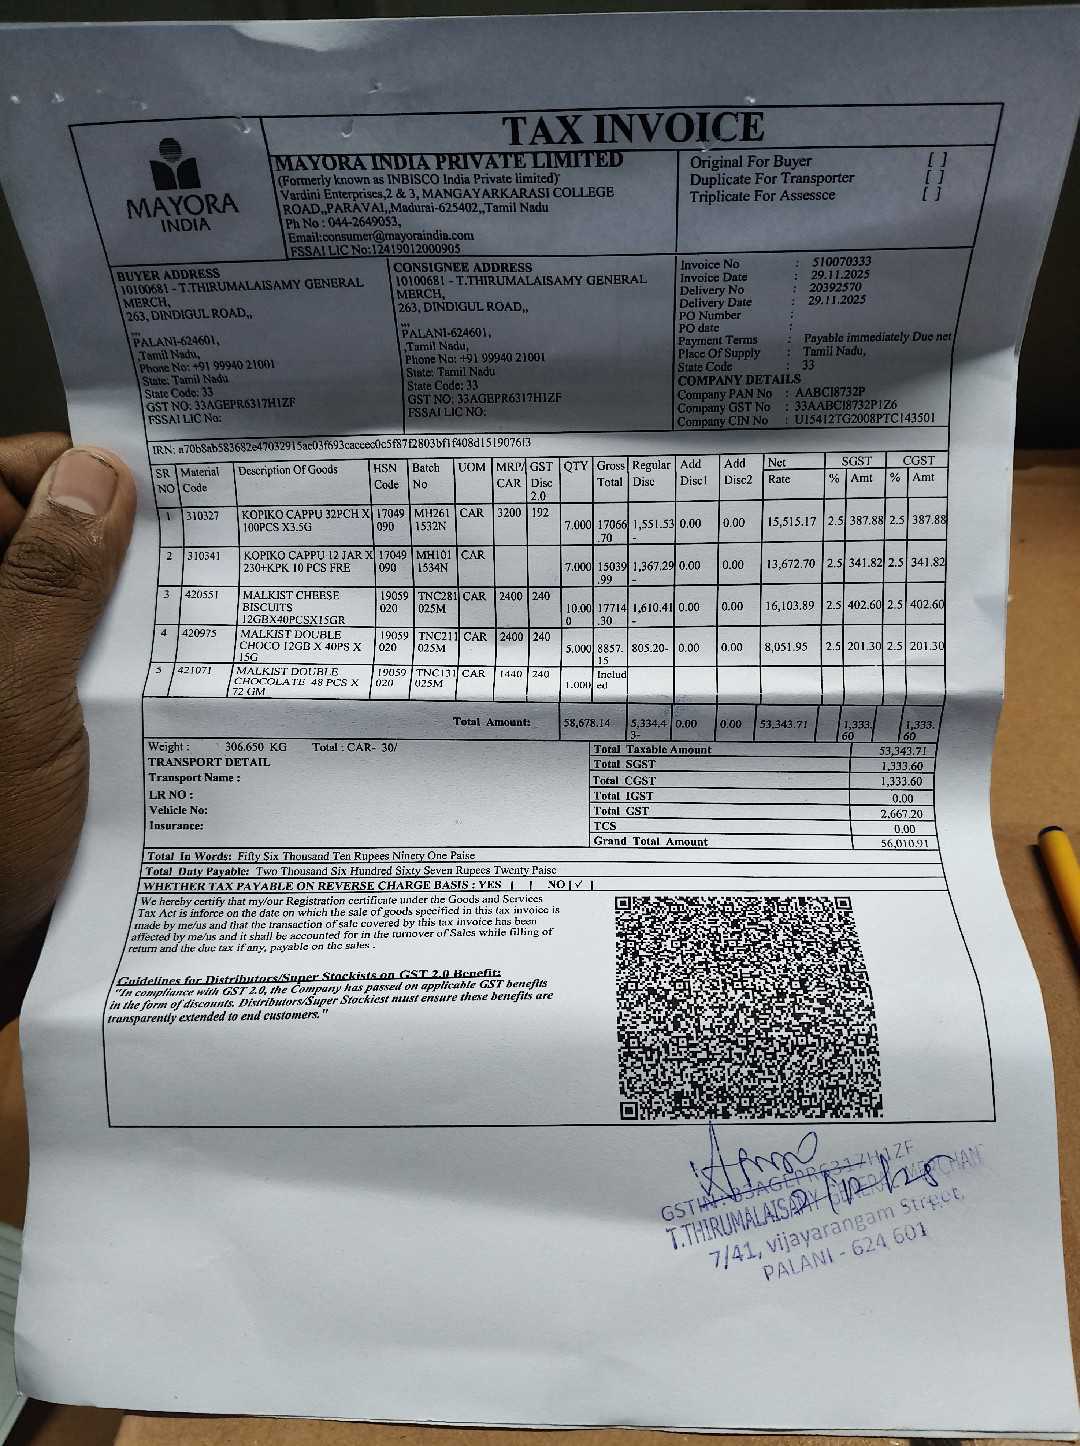 TAX INVOICE
MAYORA
INDIA
MAYORA INDIA PRIVATE LIMITED
(Formerly known as INBISCO India Private limited)
Vardini Enterprises,2 & 3, MANGAYARKARASI COLLEGE
ROAD,,PARAVAI,,Madurai-625402,,Tamil Nadu
Ph No : 044-2649053,
Email:consumer@mayoraindia.com
FSSAI LIC No:12419012000905
Original For Buyer [ ]
Duplicate For Transporter [ ]
Triplicate For Assessce [ ]
BUYER ADDRESS
10100681 - T.THIRUMALAISAMY GENERAL
MERCH,
263, DINDIGUL ROAD,,
,,,
PALANI-624601,
,Tamil Nadu,
Phone No: +91 99940 21001
State: Tamil Nadu
State Code: 33
GST NO: 33AGEPR6317H1ZF
FSSAI LIC No:
CONSIGNEE ADDRESS
10100681 - T.THIRUMALAISAMY GENERAL
MERCH,
263, DINDIGUL ROAD,,
,,,
PALANI-624601,
,Tamil Nadu,
Phone No: +91 99940 21001
State: Tamil Nadu
State Code: 33
GST NO: 33AGEPR6317H1ZF
FSSAI LIC NO:
Invoice No : 510070333
Invoice Date : 29.11.2025
Delivery No : 20392570
Delivery Date : 29.11.2025
PO Number :
PO date :
Payment Terms : Payable immediately Due net
Place Of Supply : Tamil Nadu,
State Code : 33
COMPANY DETAILS
Company PAN No : AABCI8732P
Company GST No : 33AABCI8732P1Z6
Company CIN No : U15412TG2008PTC143501
IRN: a70b8ab583682e47032915ae03f693caccec0c5f87f2803bf1f408d1519076f3
SR NO Material Code Description Of Goods HSN Code Batch No UOM MRP/ CAR GST Disc 2.0 QTY Gross Total Regular Disc Add Disc1 Add Disc2 Net Rate SGST % Amt CGST % Amt
1 310327 KOPIKO CAPPU 32PCH X 100PCS X3.5G 17049 090 MH261 1532N CAR 3200 192 7.000 17066 .70 1,551.53 - 0.00 0.00 15,515.17 2.5 387.88 2.5 387.88
2 310341 KOPIKO CAPPU 12 JAR X 230+KPK 10 PCS FRE 17049 090 MH101 1534N CAR 7.000 15039 .99 1,367.29 - 0.00 0.00 13,672.70 2.5 341.82 2.5 341.82
3 420551 MALKIST CHEESE BISCUITS 12GBX40PCSX15GR 19059 020 TNC281 025M CAR 2400 240 10.00 0 17714 .30 1,610.41 - 0.00 0.00 16,103.89 2.5 402.60 2.5 402.60
4 420975 MALKIST DOUBLE CHOCO 12GB X 40PS X 15G 19059 020 TNC211 025M CAR 2400 240 5.000 8857. 15 805.20- 0.00 0.00 8,051.95 2.5 201.30 2.5 201.30
5 421071 MALKIST DOUBLE CHOCOLATE 48 PCS X 72 GM 19059 020 TNC131 025M CAR 1440 240 1.000 Includ ed
Total Amount: 58,678.14 5,334.4 3- 0.00 0.00 53,343.71 1,333. 60 1,333. 60
Weight : 306.650 KG Total : CAR- 30/
TRANSPORT DETAIL
Transport Name :
LR NO :
Vehicle No:
Insurance:
Total Taxable Amount 53,343.71
Total SGST 1,333.60
Total CGST 1,333.60
Total IGST 0.00
Total GST 2,667.20
TCS 0.00
Grand Total Amount 56,010.91
Total In Words: Fifty Six Thousand Ten Rupees Ninety One Paise
Total Duty Payable: Two Thousand Six Hundred Sixty Seven Rupees Twenty Paise
WHETHER TAX PAYABLE ON REVERSE CHARGE BASIS : YES [ ] NO [✓ ]
We hereby certify that my/our Registration certificate under the Goods and Services
Tax Act is inforce on the date on which the sale of goods specified in this tax invoice is
made by me/us and that the transaction of sale covered by this tax invoice has been
affected by me/us and it shall be accounted for in the turnover of Sales while filling of
return and the due tax if any, payable on the sales .
Guidelines for Distributors/Super Stockists on GST 2.0 Benefit:
"In compliance with GST 2.0, the Company has passed on applicable GST benefits
in the form of discounts. Distributors/Super Stockiest must ensure these benefits are
transparently extended to end customers."
GSTIN : 33AGEPR6317H1ZF
T.THIRUMALAISAMY GENERAL MERCHAN
7/41, vijayarangam Street,
PALANI - 624 601